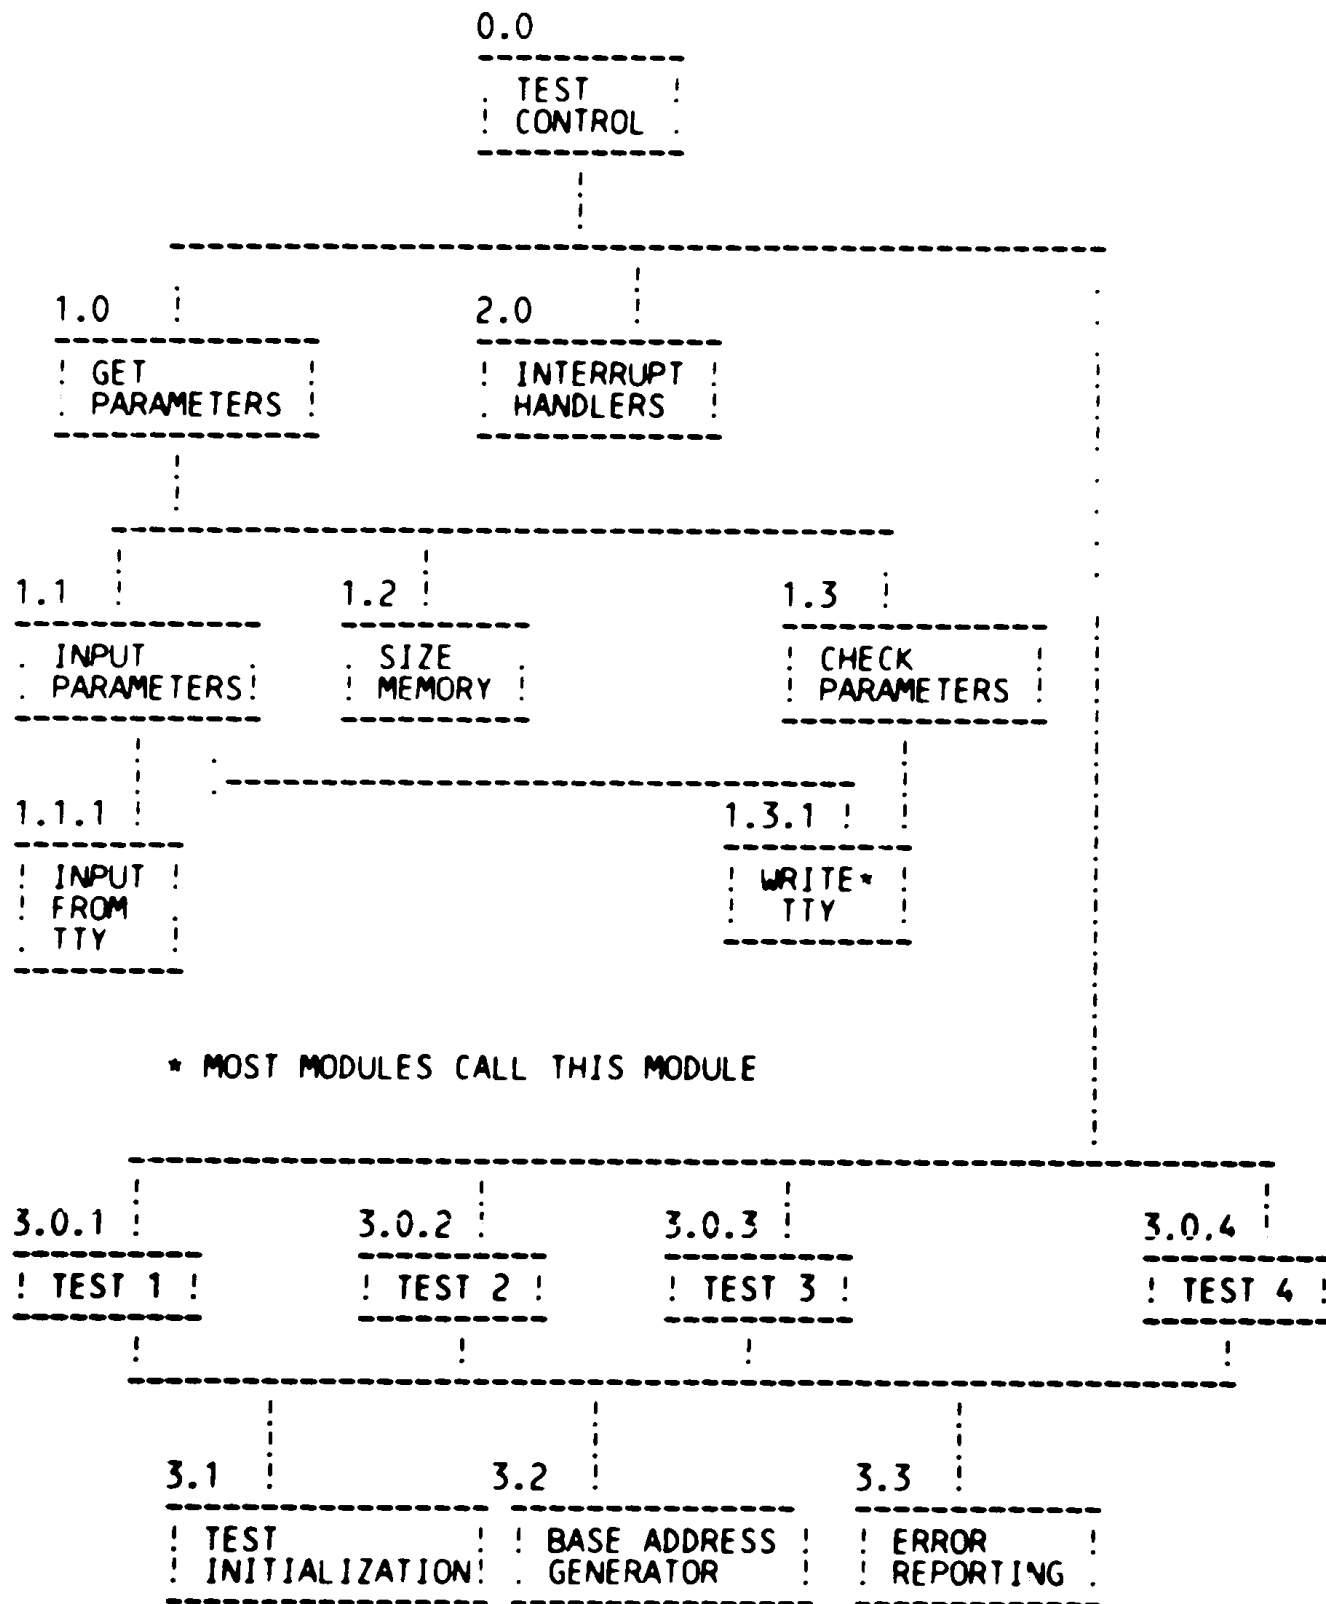 0.0
TEST
CONTROL
1.0 2.0
GET INTERRUPT
PARAMETERS HANDLERS
1.1 1.2 1.3
INPUT SIZE CHECK
PARAMETERS MEMORY PARAMETERS
1.1.1 1.3.1
INPUT WRITE*
FROM TTY
TTY
* MOST MODULES CALL THIS MODULE
3.0.1 3.0.2 3.0.3 3.0.4
TEST 1 TEST 2 TEST 3 TEST 4
3.1 3.2 3.3
TEST BASE ADDRESS ERROR
INITIALIZATION GENERATOR REPORTING